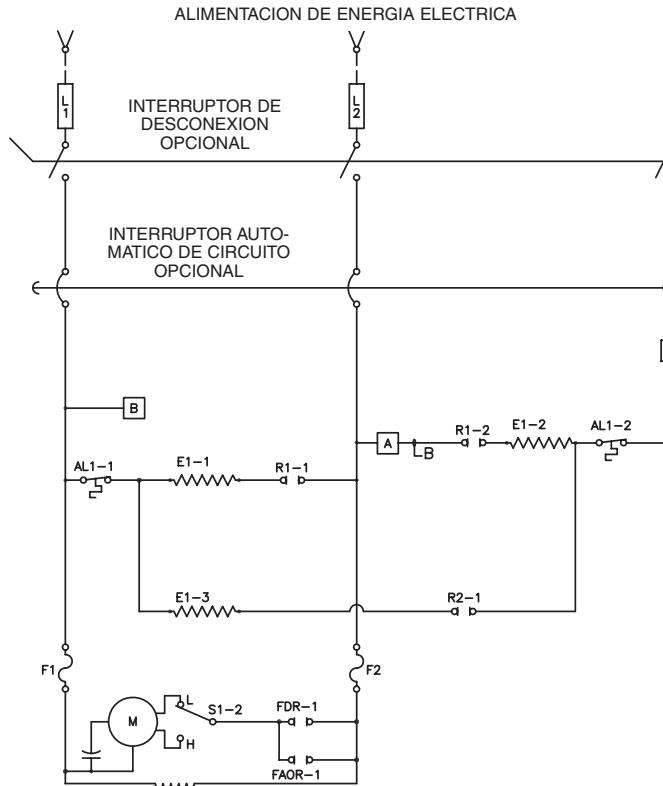 ALIMENTACION DE ENERGIA ELECTRICA
L1
L2
INTERRUPTOR DE
DESCONEXION
OPCIONAL
INTERRUPTOR AUTO-
MATICO DE CIRCUITO
OPCIONAL
B
A
B
R1-2
E1-2
AL1-2
AL1-1
E1-1
R1-1
E1-3
R2-1
F1
F2
M
L
H
S1-2
FDR-1
FAOR-1